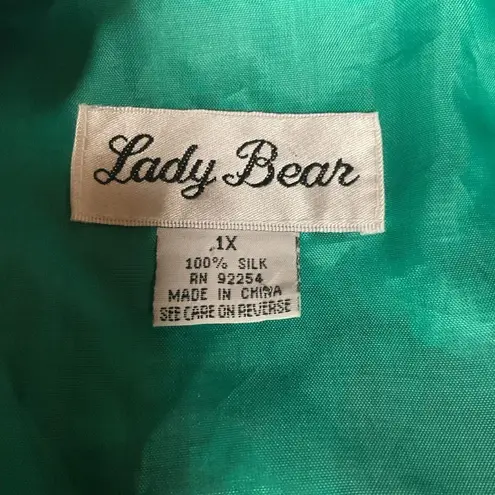 Lady Bear
1X
100% SILK
RN 92254
MADE IN CHINA
SEE CARE ON REVERSE